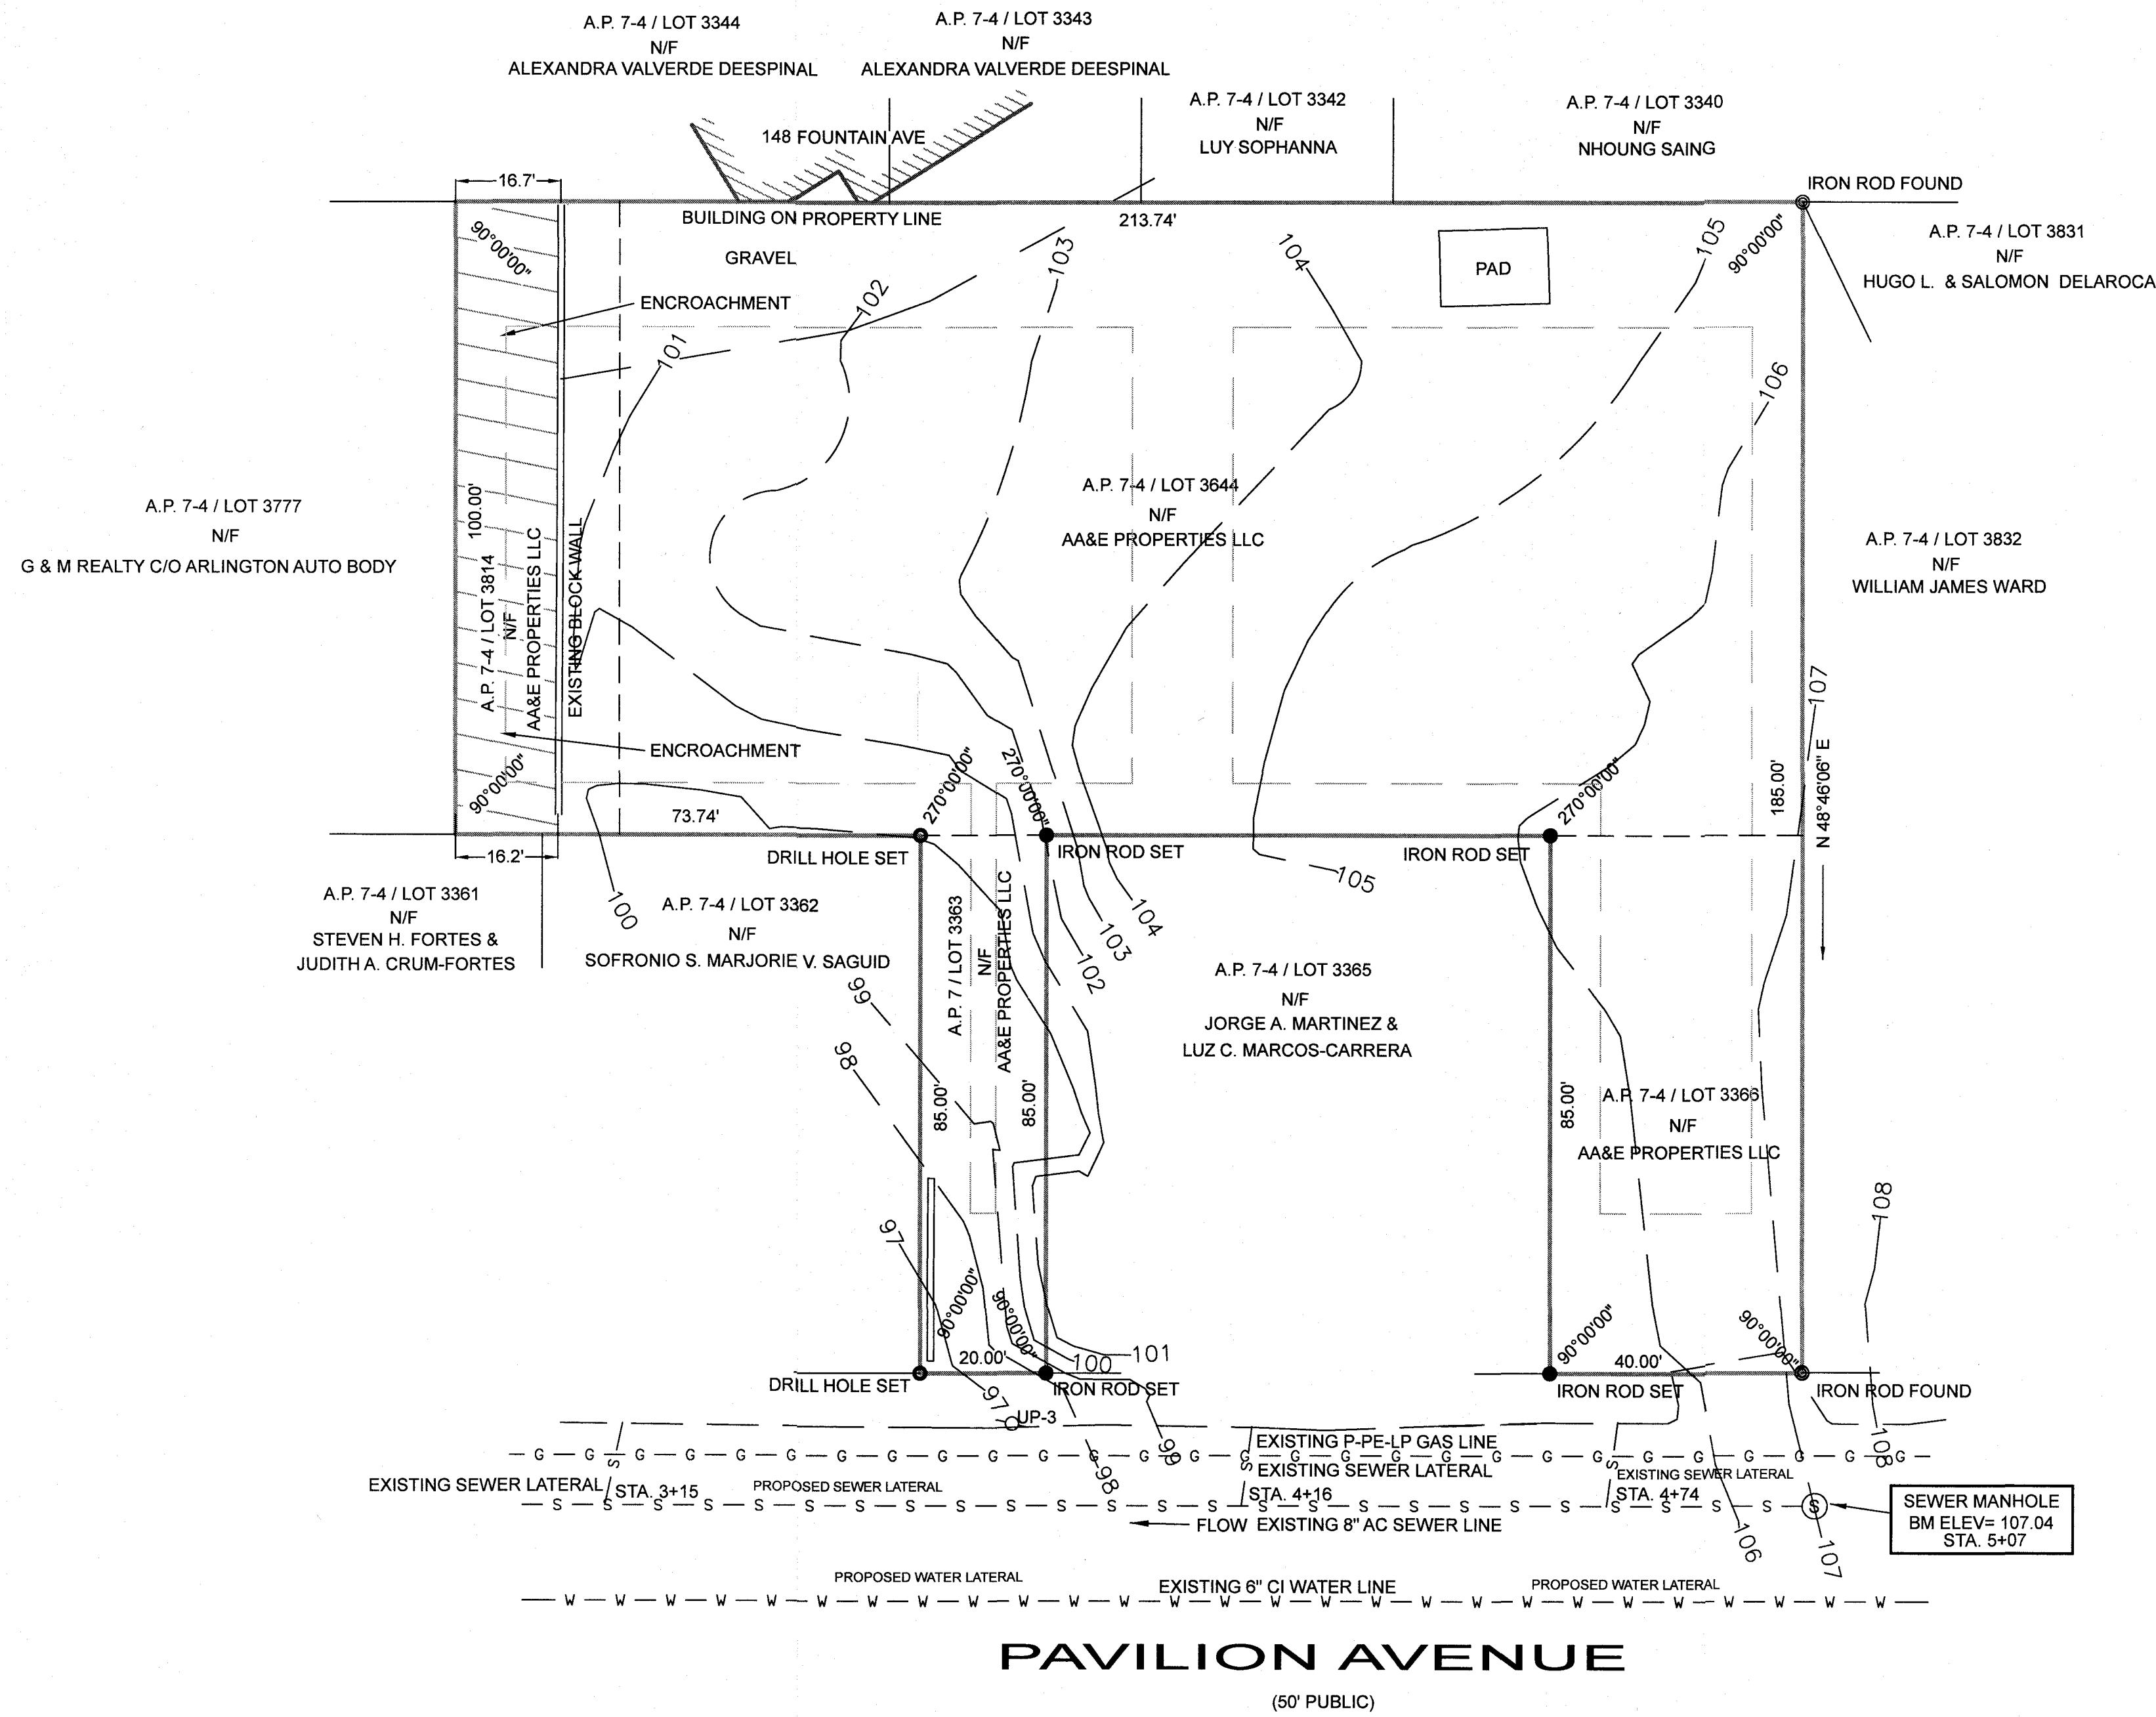 A.P. 7-4 / LOT 3344
N/F
ALEXANDRA VALVERDE DEESPINAL
A.P. 7-4 / LOT 3343
N/F
ALEXANDRA VALVERDE DEESPINAL
A.P. 7-4 / LOT 3342
N/F
LUY SOPHANNA
A.P. 7-4 / LOT 3340
N/F
NHOUNG SAING
148 FOUNTAIN AVE
16.7'
IRON ROD FOUND
BUILDING ON PROPERTY LINE
213.74'
90°00'00"
90°00'00"
A.P. 7-4 / LOT 3831
N/F
HUGO L. & SALOMON DELAROCA
GRAVEL
PAD
103
104
105
ENCROACHMENT
102
101
106
A.P. 7-4 / LOT 3777
N/F
G & M REALTY C/O ARLINGTON AUTO BODY
100.00'
A.P. 7-4 / LOT 3814
N/F
AA&E PROPERTIES LLC
EXISTING BLOCK WALL
A.P. 7-4 / LOT 3644
N/F
AA&E PROPERTIES LLC
A.P. 7-4 / LOT 3832
N/F
WILLIAM JAMES WARD
107
N 48°46'06" E
185.00'
ENCROACHMENT
90°00'00"
270°00'00"
270°00'00"
270°00'00"
73.74'
16.2'
DRILL HOLE SET
IRON ROD SET
IRON ROD SET
100
105
104
103
102
A.P. 7-4 / LOT 3361
N/F
STEVEN H. FORTES &
JUDITH A. CRUM-FORTES
A.P. 7-4 / LOT 3362
N/F
SOFRONIO S. MARJORIE V. SAGUID
A.P. 7 / LOT 3363
N/F
AA&E PROPERTIES LLC
A.P. 7-4 / LOT 3365
N/F
JORGE A. MARTINEZ &
LUZ C. MARCOS-CARRERA
99
98
85.00'
85.00'
85.00'
A.P. 7-4 / LOT 3366
N/F
AA&E PROPERTIES LLC
97
108
90°00'00"
90°00'00"
90°00'00"
90°00'00"
20.00'
100
101
40.00'
DRILL HOLE SET
IRON ROD SET
IRON ROD SET
IRON ROD FOUND
97
UP-3
99
98
108
EXISTING P-PE-LP GAS LINE
G G G G G G G G G G G G G G G G G G G G G G G G G G G G
S
S
S
EXISTING SEWER LATERAL
STA. 3+15
PROPOSED SEWER LATERAL
EXISTING SEWER LATERAL
STA. 4+16
EXISTING SEWER LATERAL
STA. 4+74
S S S S S S S S S S S S S S S S S S S S S S S S S S
FLOW EXISTING 8" AC SEWER LINE
SEWER MANHOLE
BM ELEV= 107.04
STA. 5+07
106
107
PROPOSED WATER LATERAL
EXISTING 6" CI WATER LINE
PROPOSED WATER LATERAL
W W W W W W W W W W W W W W W W W W W W W W W W W W W
PAVILION AVENUE
(50' PUBLIC)